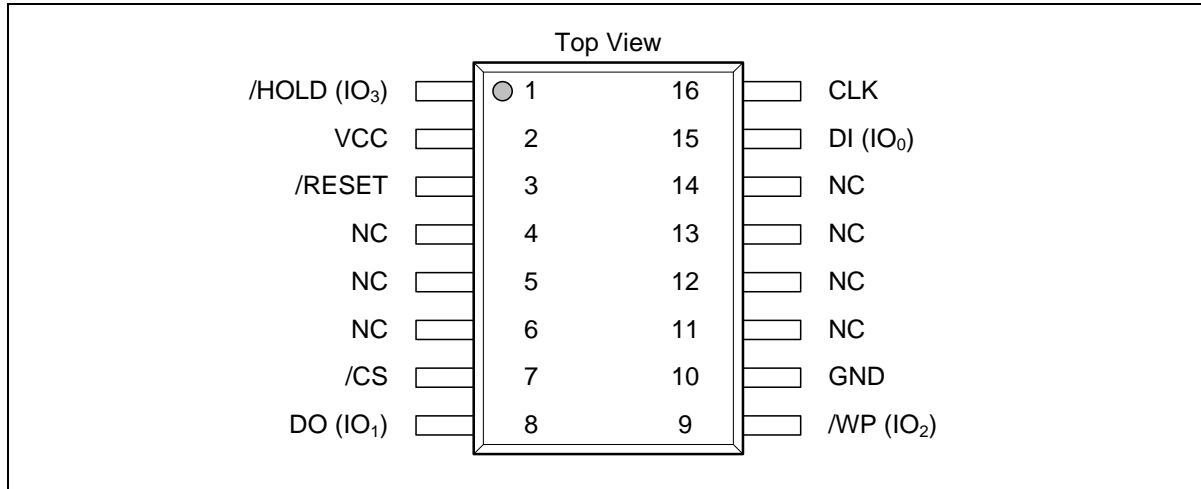 Top View
/HOLD (IO₃) 1 16 CLK
VCC 2 15 DI (IO₀)
/RESET 3 14 NC
NC 4 13 NC
NC 5 12 NC
NC 6 11 NC
/CS 7 10 GND
DO (IO₁) 8 9 /WP (IO₂)